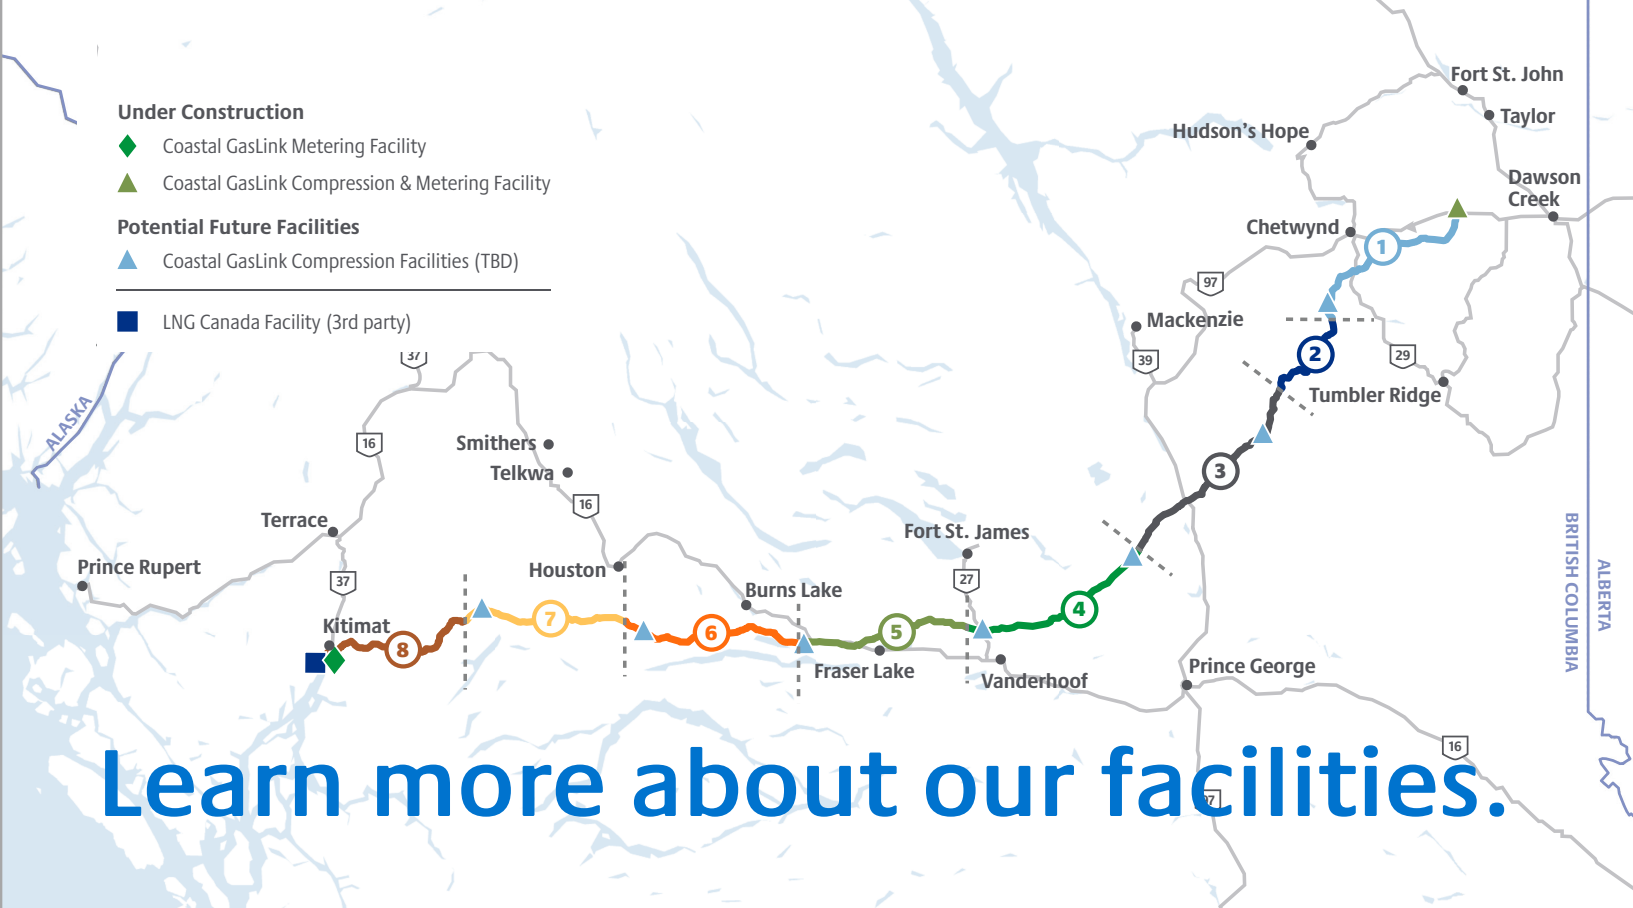 Under Construction
Coastal GasLink Metering Facility
Coastal GasLink Compression & Metering Facility
Potential Future Facilities
Coastal GasLink Compression Facilities (TBD)
LNG Canada Facility (3rd party)
Fort St. John
Taylor
Hudson's Hope
Dawson
Creek
Chetwynd
1
97
Mackenzie
2
39
29
Tumbler Ridge
37
ALASKA
16
Smithers
Telkwa
3
16
Terrace
Fort St. James
Prince Rupert
Houston
37
27
Burns Lake
4
Kitimat
7
6
5
8
Fraser Lake
Vanderhoof
Prince George
BRITISH COLUMBIA
ALBERTA
16
97
Learn more about our facilities.